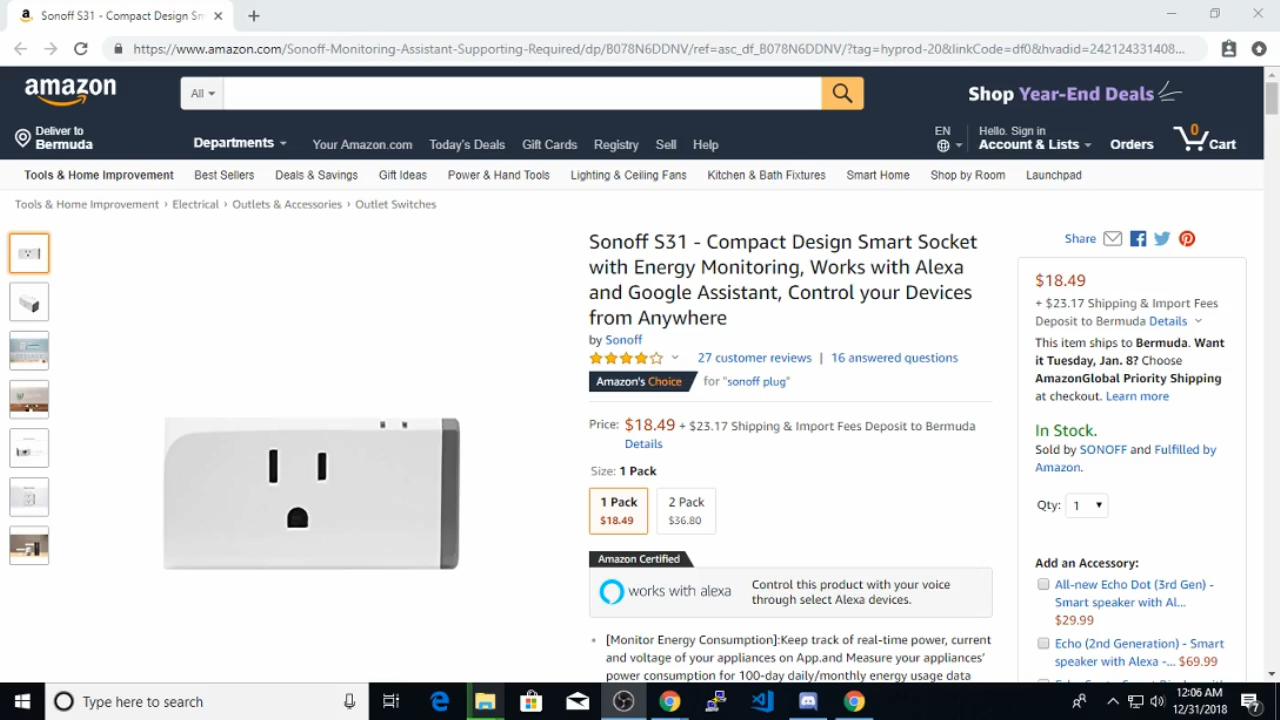 Sonoff S31 - Compact Design Sm
https://www.amazon.com/Sonoff-Monitoring-Assistant-Supporting-Required/dp/B078N6DDNV/ref=asc_df_B078N6DDNV/?tag=hyprod-20&linkCode=df0&hvadid=242124331408...
amazon
All
Shop Year-End Deals
Deliver to
Bermuda
Departments
Your Amazon.com
Today's Deals
Gift Cards
Registry
Sell
Help
EN
Hello. Sign in
Account & Lists
Orders
0
Cart
Tools & Home Improvement
Best Sellers
Deals & Savings
Gift Ideas
Power & Hand Tools
Lighting & Ceiling Fans
Kitchen & Bath Fixtures
Smart Home
Shop by Room
Launchpad
Tools & Home Improvement › Electrical › Outlets & Accessories › Outlet Switches
Sonoff S31 - Compact Design Smart Socket
with Energy Monitoring, Works with Alexa
and Google Assistant, Control your Devices
from Anywhere
by Sonoff
27 customer reviews | 16 answered questions
Amazon's Choice for "sonoff plug"
Price: $18.49 + $23.17 Shipping & Import Fees Deposit to Bermuda
Details
Size: 1 Pack
1 Pack
$18.49
2 Pack
$36.80
Amazon Certified
works with alexa
Control this product with your voice
through select Alexa devices.
• [Monitor Energy Consumption]:Keep track of real-time power, current
and voltage of your appliances on App.and Measure your appliances’
power consumption for 100-day daily/monthly energy usage data
Share
$18.49
+ $23.17 Shipping & Import Fees
Deposit to Bermuda Details
This item ships to Bermuda. Want
it Tuesday, Jan. 8? Choose
AmazonGlobal Priority Shipping
at checkout. Learn more
In Stock.
Sold by SONOFF and Fulfilled by
Amazon.
Qty: 1
Add an Accessory:
All-new Echo Dot (3rd Gen) -
Smart speaker with Al...
$29.99
Echo (2nd Generation) - Smart
speaker with Alexa -... $69.99
Type here to search
12:06 AM
12/31/2018
7